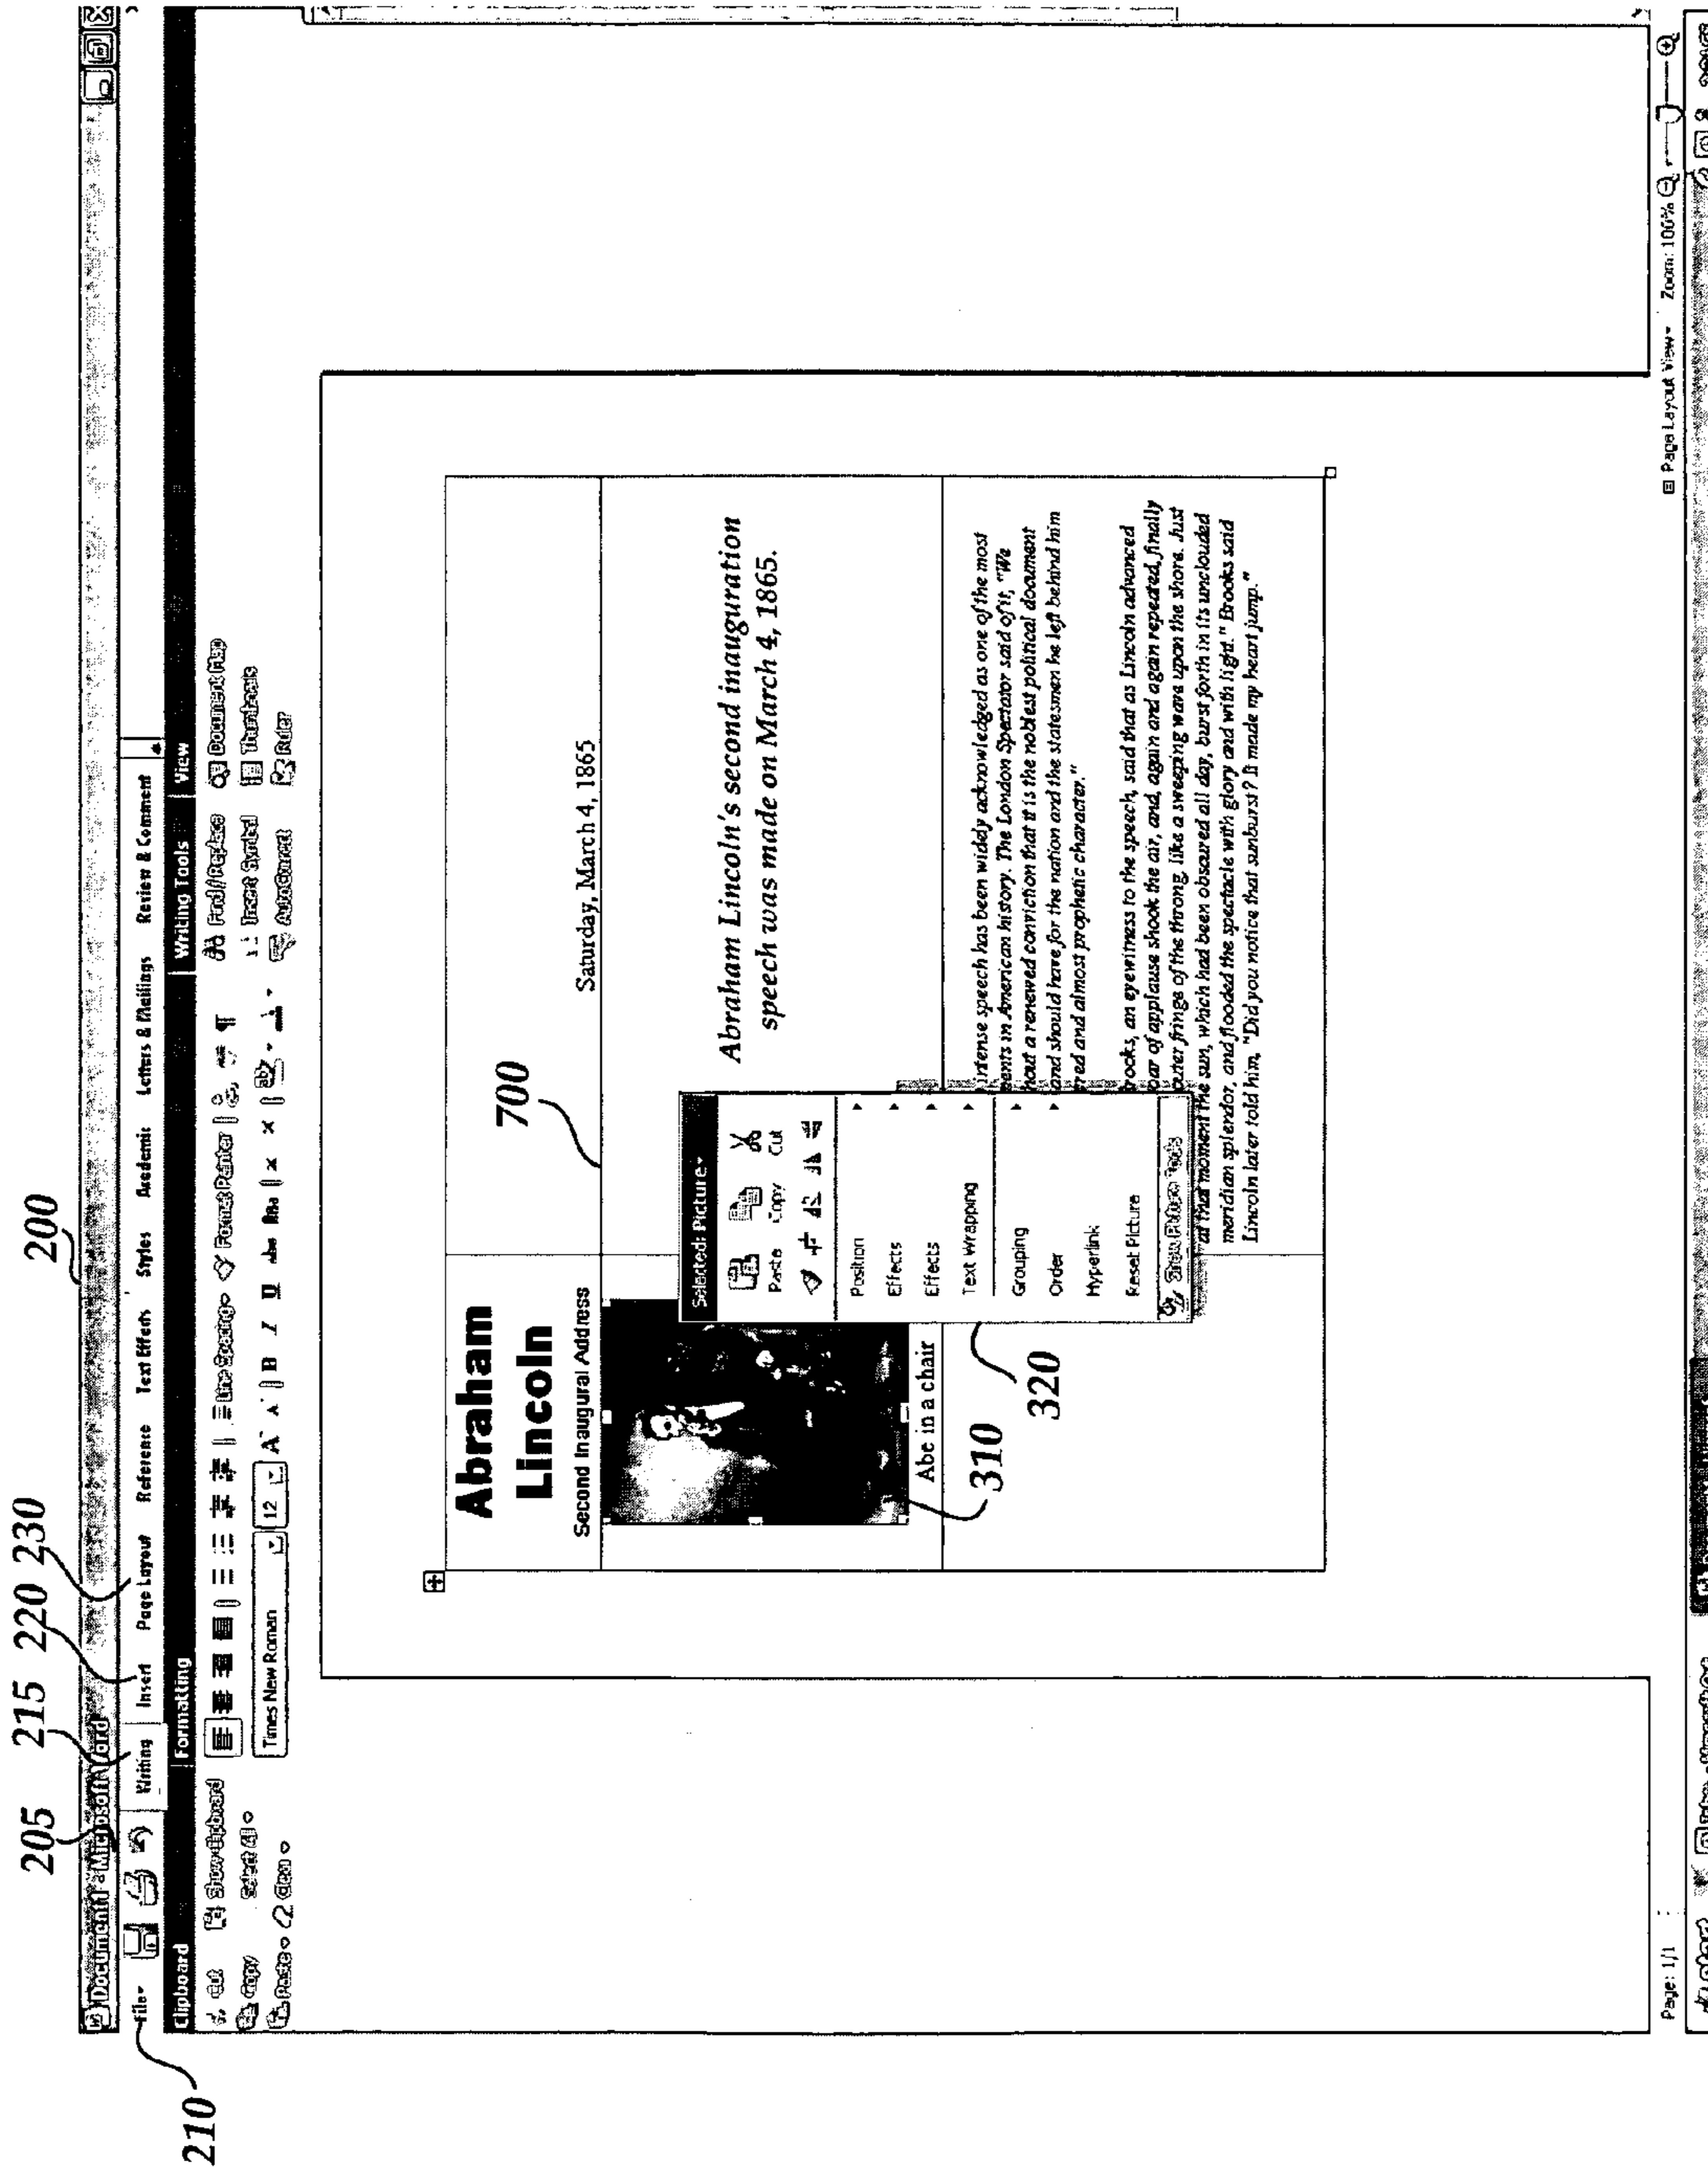 200
205 215 220 230
Document1 - Microsoft Word
File Writing Insert Page Layout Reference Text Effects Styles Academic Letters & Mailings Review & Comment
210
Clipboard Formatting Writing Tools View
Cut Show Clipboard Line Spacing Format Painter Find/Replace Document Map
Copy Select All Insert Symbol Thumbnails
Paste Clear Times New Roman 12 A A B I U abc Aaa AutoCorrect Ruler
700
Abraham
Lincoln
Second Inaugural Address
Saturday, March 4, 1865
Abraham Lincoln's second inauguration
speech was made on March 4, 1865.
Selected: Picture
Paste Copy Cut
Position
Effects
Effects
Text Wrapping
Grouping
Order
Hyperlink
Reset Picture
Abe in a chair
310
320
intense speech has been widely acknowledged as one of the most
ents in American history. The London Spectator said of it, "We
hout a renewed conviction that it is the noblest political document
and should have for the nation and the statesmen he left behind him
red and almost prophetic character."
rooks, an eyewitness to the speech, said that as Lincoln advanced
oar of applause shook the air, and, again and again repeated, finally
outer fringe of the throng, like a sweeping wave upon the shore. Just
at that moment the sun, which had been obscured all day, burst forth in its unclouded
meridian splendor, and flooded the spectacle with glory and with light." Brooks said
Lincoln later told him, "Did you notice that sunburst? It made my heart jump."
Page: 1/1 Page Layout View Zoom: 100%